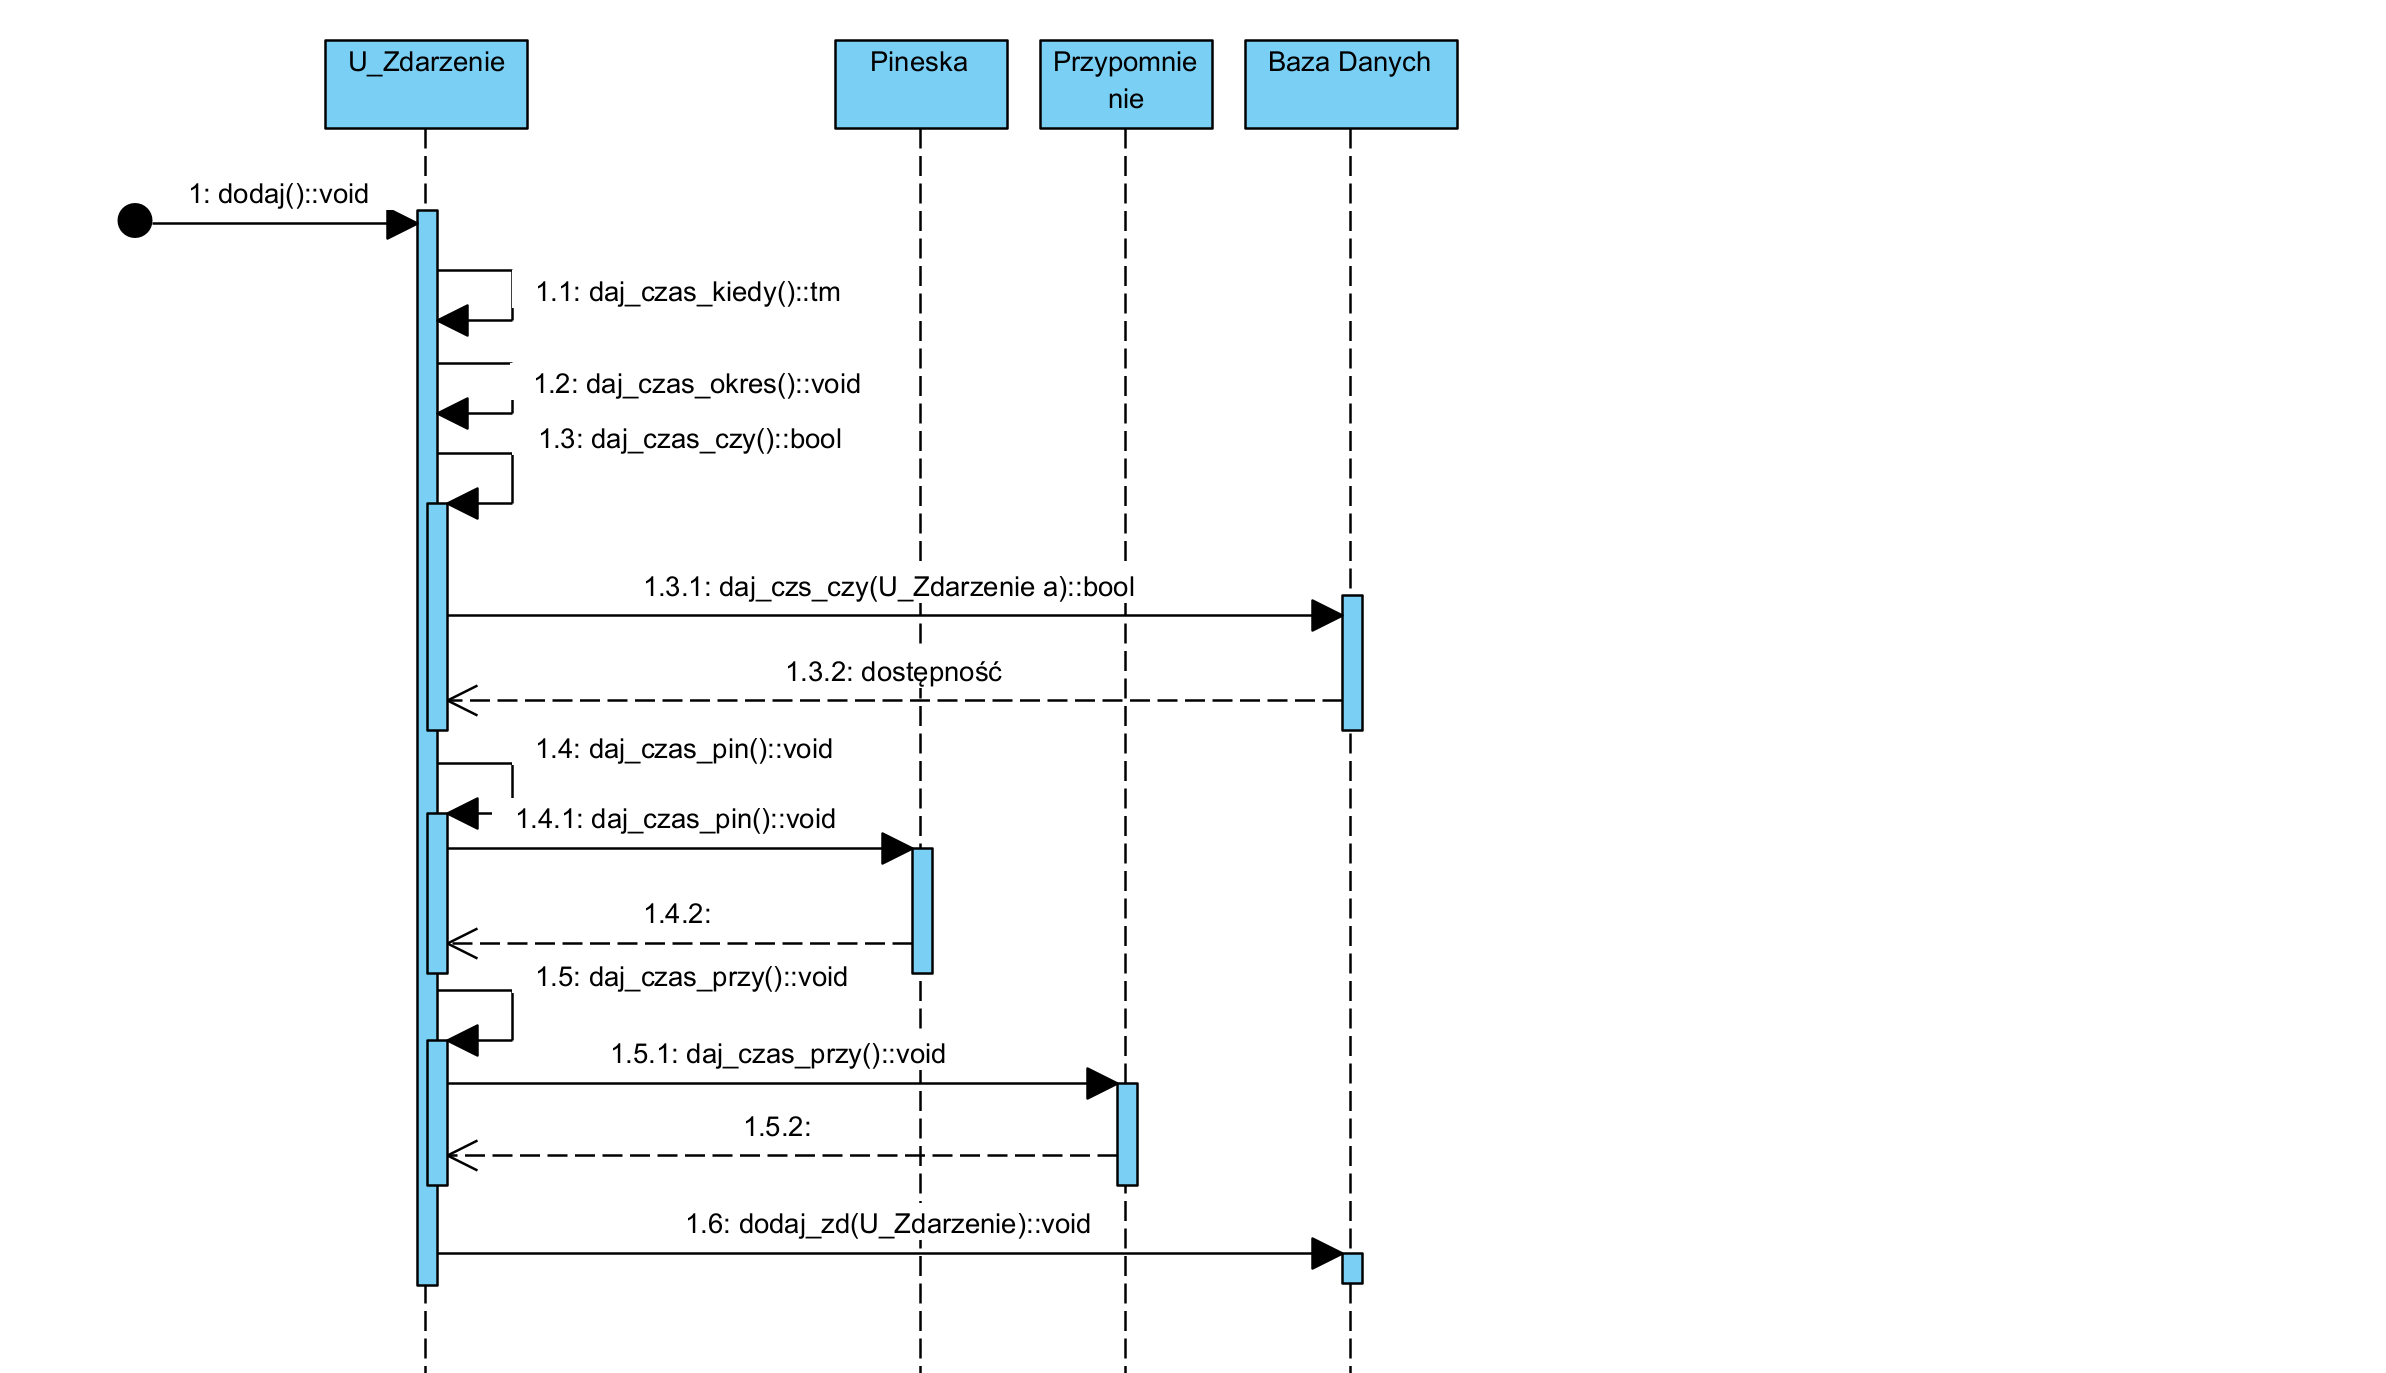 U_Zdarzenie
Pineska
Przypomnie
nie
Baza Danych
1: dodaj()::void
1.1: daj_czas_kiedy()::tm
1.2: daj_czas_okres()::void
1.3: daj_czas_czy()::bool
1.3.1: daj_czs_czy(U_Zdarzenie a)::bool
1.3.2: dostępność
1.4: daj_czas_pin()::void
1.4.1: daj_czas_pin()::void
1.4.2:
1.5: daj_czas_przy()::void
1.5.1: daj_czas_przy()::void
1.5.2:
1.6: dodaj_zd(U_Zdarzenie)::void